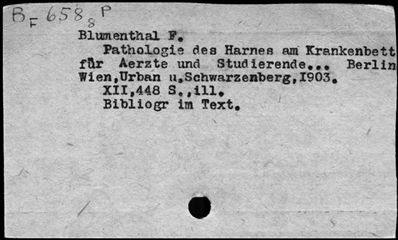 B F 658 8 P
Blumenthal F.
Pathologie des Harnes am Krankenbett
für Aerzte und Studierende... Berlin
Wien,Urban u.Schwarzenberg,1903.
XII,448 S.,ill.
Bibliogr im Text.